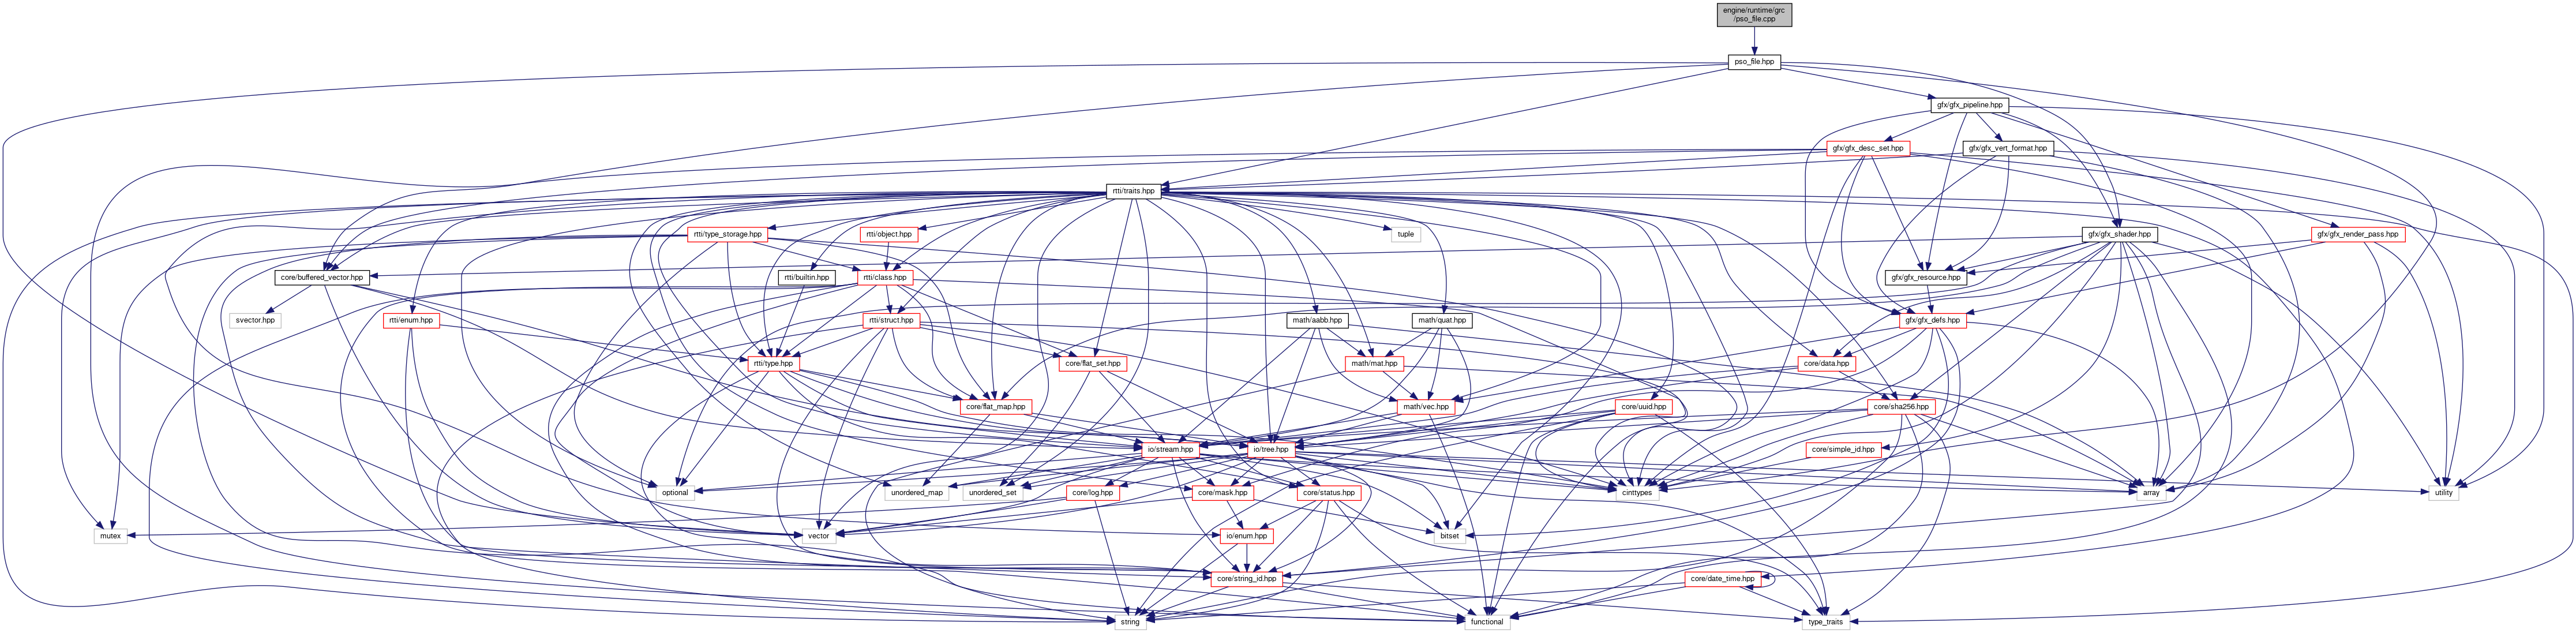 engine/runtime/grc
/pso_file.cpp
pso_file.hpp
gfx/gfx_pipeline.hpp
gfx/gfx_desc_set.hpp
gfx/gfx_vert_format.hpp
rtti/traits.hpp
rtti/type_storage.hpp
rtti/object.hpp
tuple
gfx/gfx_shader.hpp
gfx/gfx_render_pass.hpp
core/buffered_vector.hpp
rtti/builtin.hpp
rtti/class.hpp
gfx/gfx_resource.hpp
svector.hpp
rtti/enum.hpp
rtti/struct.hpp
math/aabb.hpp
math/quat.hpp
gfx/gfx_defs.hpp
rtti/type.hpp
core/flat_set.hpp
math/mat.hpp
core/data.hpp
core/flat_map.hpp
math/vec.hpp
core/uuid.hpp
core/sha256.hpp
io/stream.hpp
io/tree.hpp
core/simple_id.hpp
optional
unordered_map
unordered_set
core/log.hpp
core/mask.hpp
core/status.hpp
cinttypes
array
utility
mutex
vector
io/enum.hpp
bitset
core/string_id.hpp
core/date_time.hpp
string
functional
type_traits